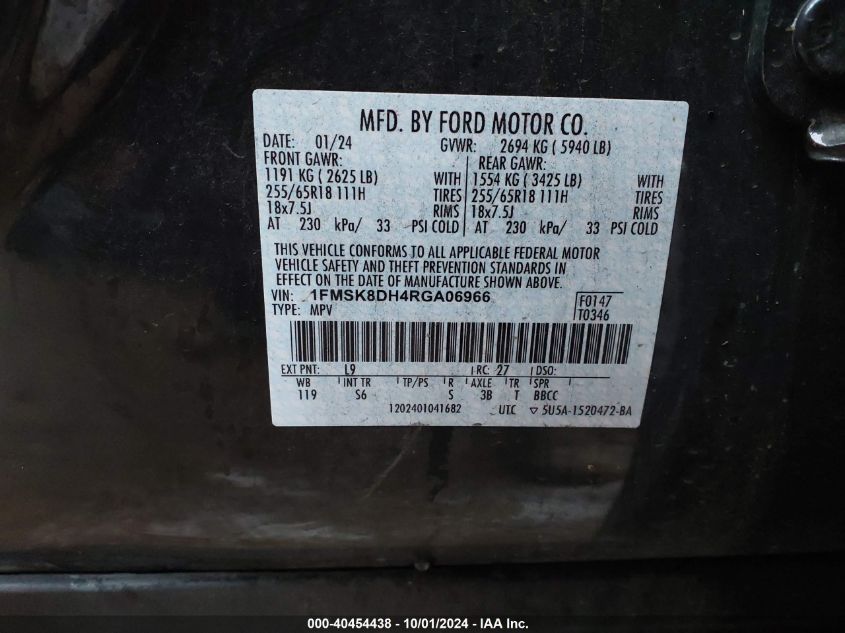 MFD. BY FORD MOTOR CO.
DATE: 01/24 GVWR: 2694 KG ( 5940 LB)
FRONT GAWR: REAR GAWR:
1191 KG ( 2625 LB) WITH 1554 KG ( 3425 LB) WITH
255/65R18 111H TIRES 255/65R18 111H TIRES
18x7.5J RIMS 18x7.5J RIMS
AT 230 kPa/ 33 PSI COLD AT 230 kPa/ 33 PSI COLD
THIS VEHICLE CONFORMS TO ALL APPLICABLE FEDERAL MOTOR
VEHICLE SAFETY AND THEFT PREVENTION STANDARDS IN
EFFECT ON THE DATE OF MANUFACTURE SHOWN ABOVE.
VIN: 1FMSK8DH4RGA06966 F0147
TYPE: MPV T0346
EXT PNT: L9 RC: 27 DSO:
WB INT TR TP/PS R AXLE TR SPR
119 S6 S 3B T BBCC
1202401041682 UTC ▽ 5U5A-1520472-BA
000-40454438 - 10/01/2024 - IAAI.COM